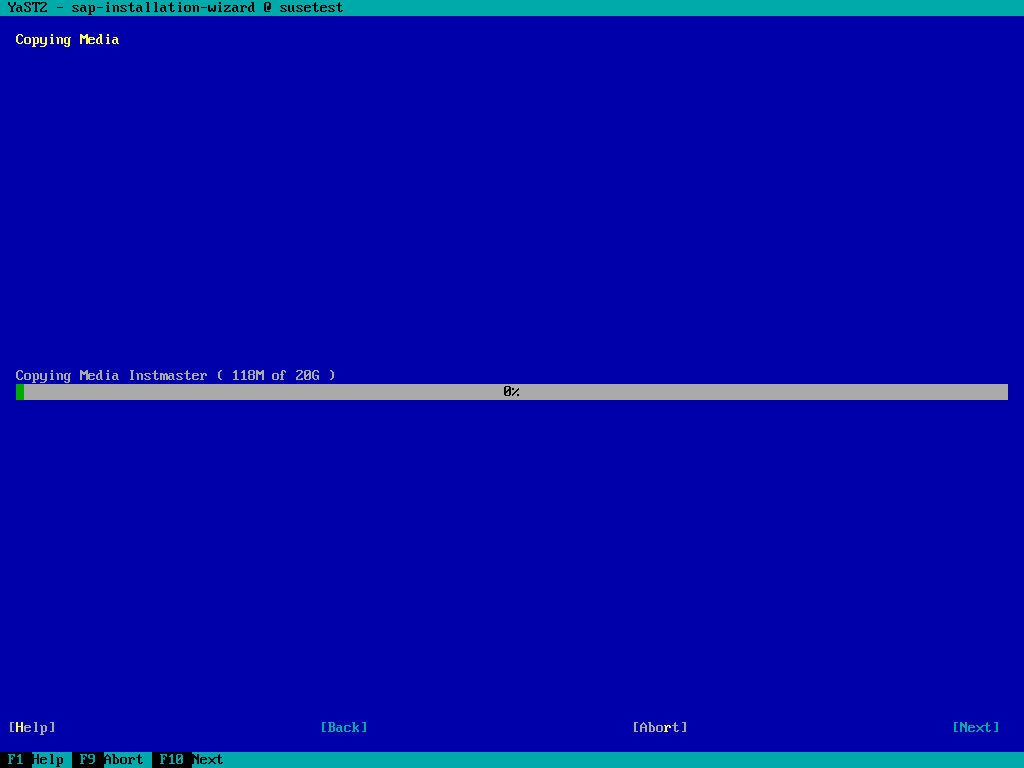 YaST2 - sap-installation-wizard @ susetest
Copying Media
Copying Media Instmaster ( 118M of 20G )
0%
[Help] [Back] [Abort] [Next]
F1 Help F9 Abort F10 Next